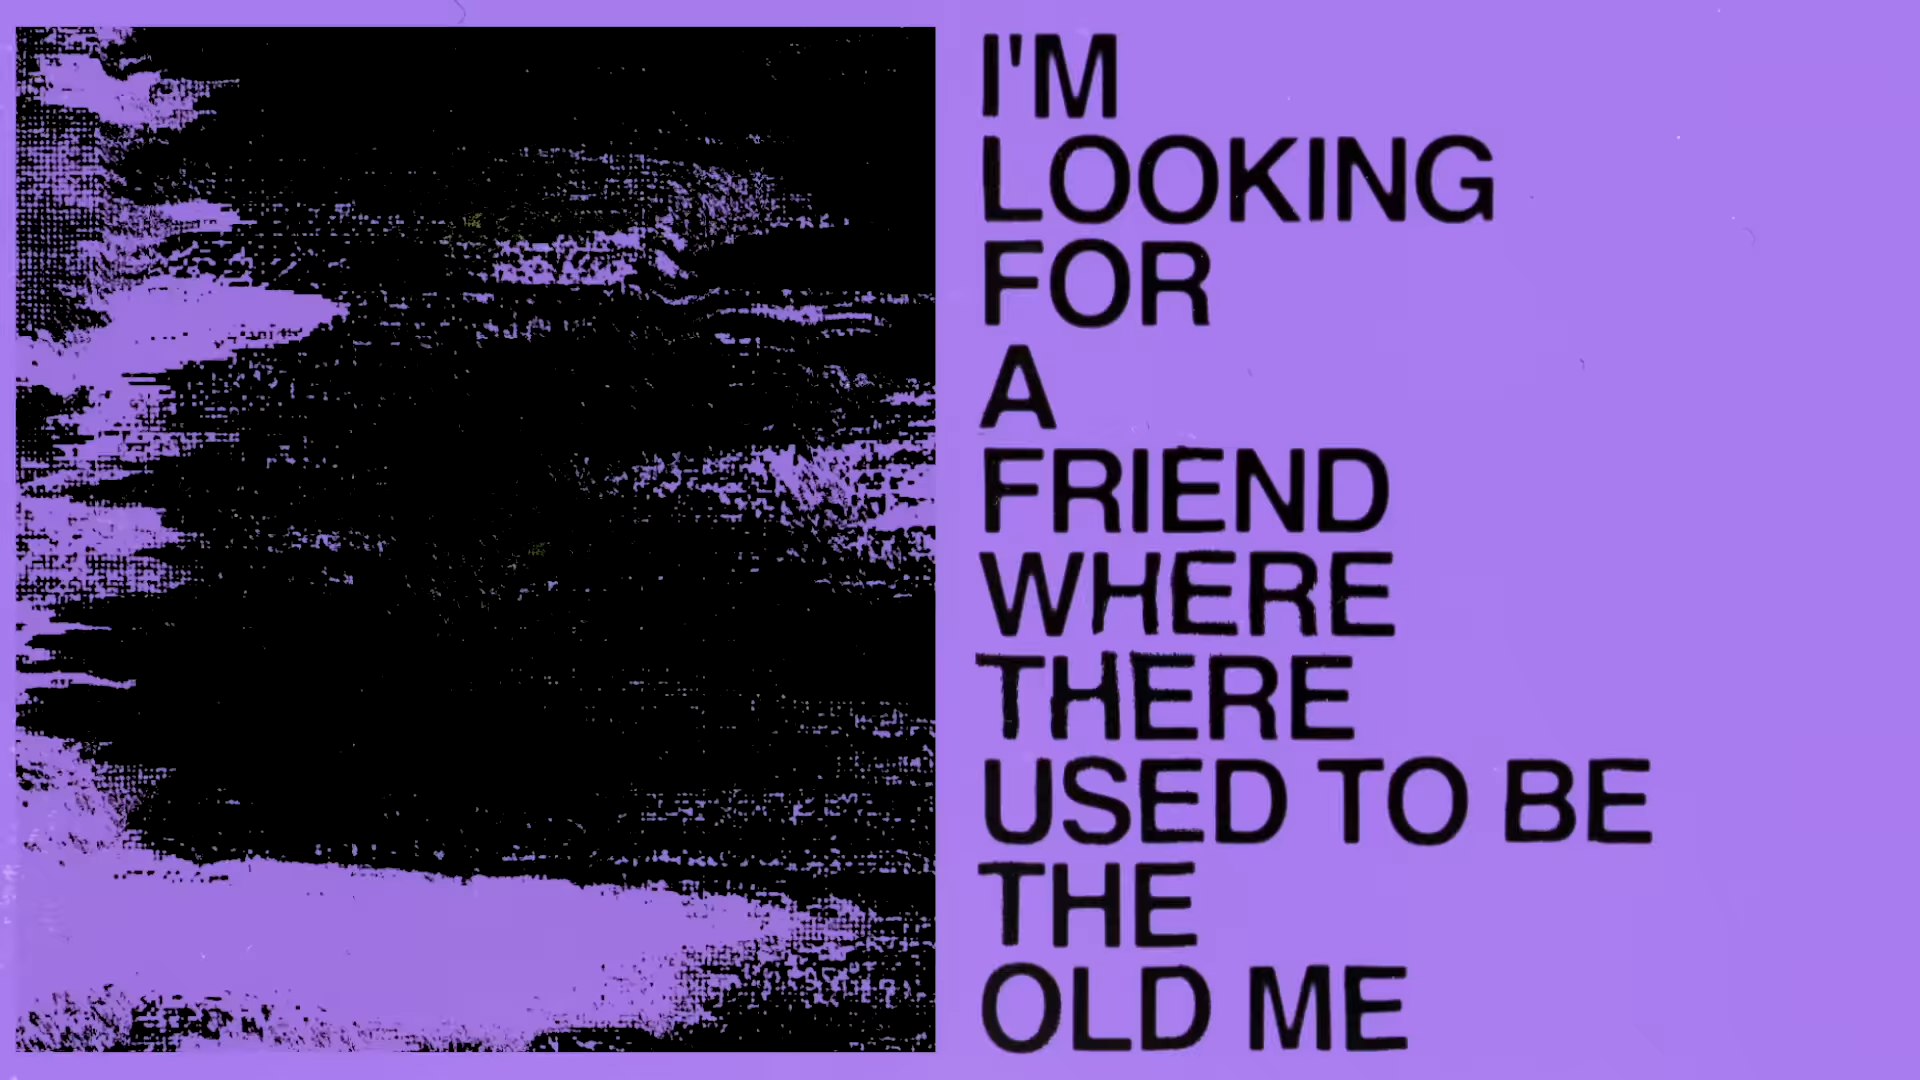 I'M
LOOKING
FOR
A
FRIEND
WHERE
THERE
USED TO BE
THE
OLD ME